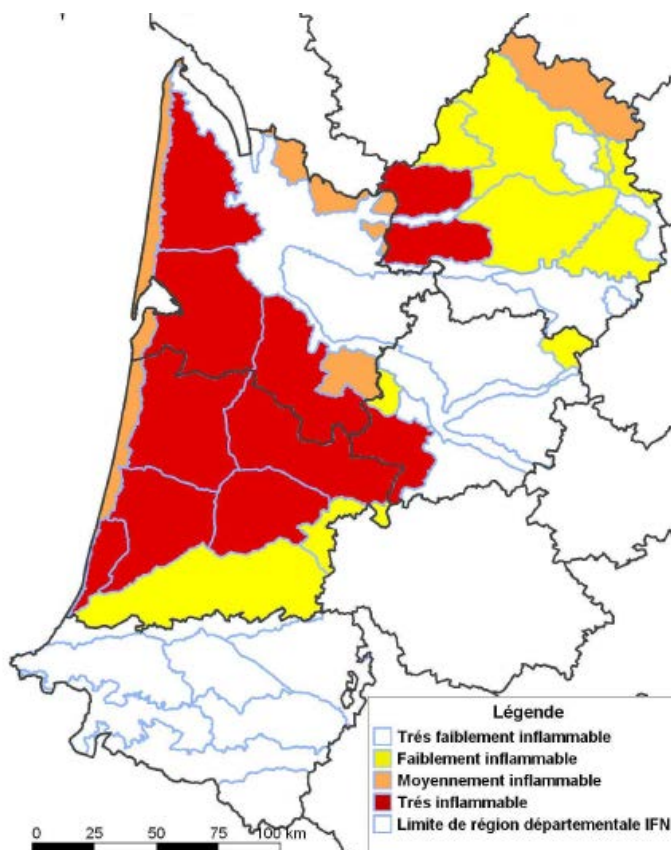 Légende
Trés faiblement inflammable
Faiblement inflammable
Moyennement inflammable
Trés inflammable
Limite de région départementale IFN
0 25 50 75 100 km